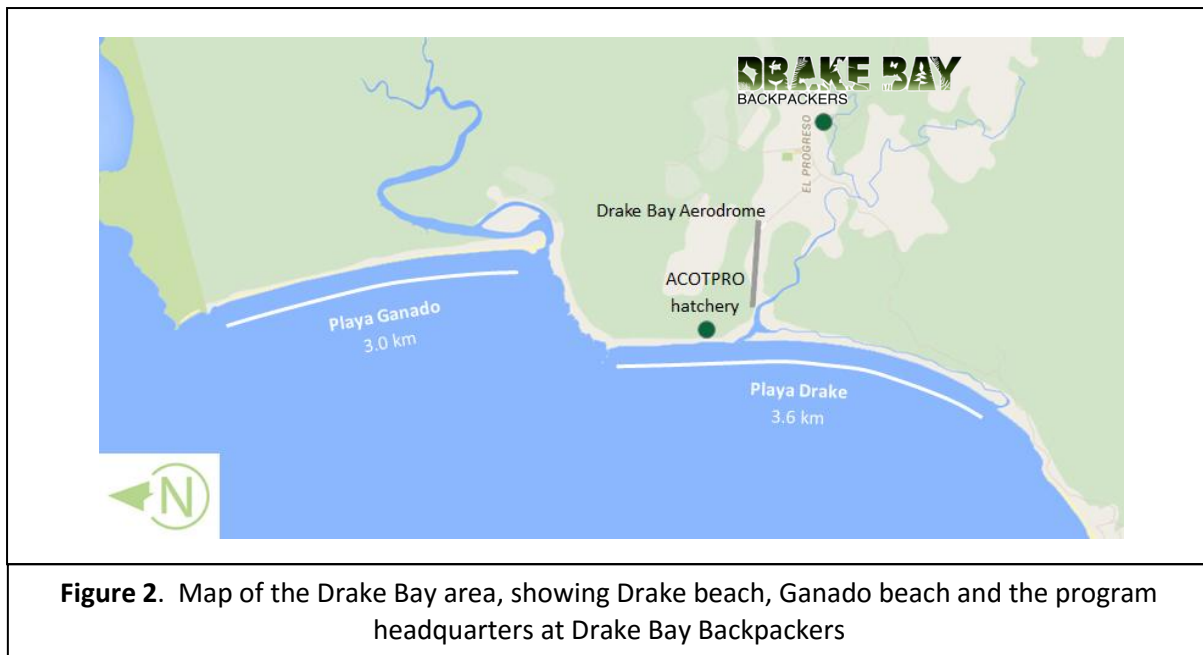 DRAKE BAY
BACKPACKERS
EL PROGRESO
Drake Bay Aerodrome
ACOTPRO
hatchery
Playa Ganado
3.0 km
Playa Drake
3.6 km
N
Figure 2. Map of the Drake Bay area, showing Drake beach, Ganado beach and the program
headquarters at Drake Bay Backpackers